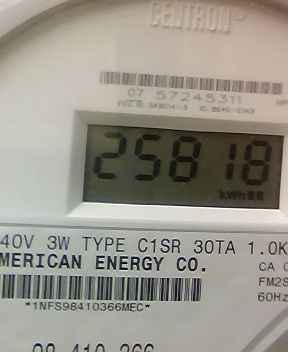 CENTRON®
07 57245311
25818
kWh
40V 3W TYPE C1SR 30TA 1.0K
MERICAN ENERGY CO.
CA 0
FM2S
60Hz
*1NFS98410366MEC*